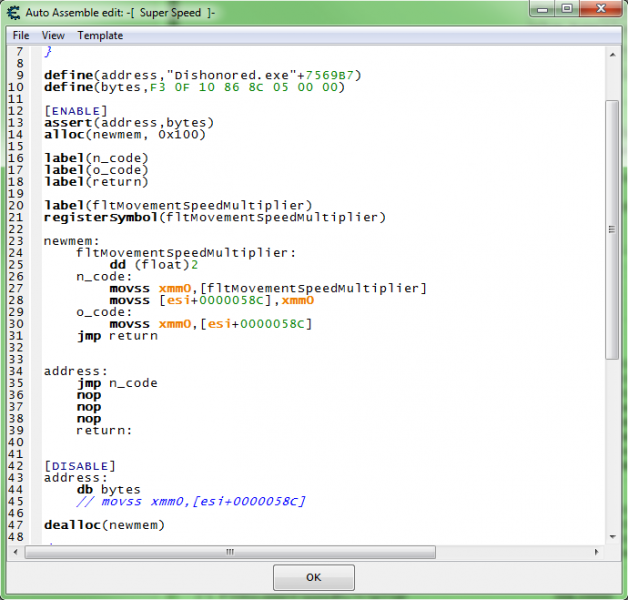 Auto Assemble edit: -[ Super Speed ]-
File View Template
7 }
8
9 define(address,"Dishonored.exe"+7569B7)
10 define(bytes,F3 0F 10 86 8C 05 00 00)
11
12 [ENABLE]
13 assert(address,bytes)
14 alloc(newmem, 0x100)
15
16 label(n_code)
17 label(o_code)
18 label(return)
19
20 label(fltMovementSpeedMultiplier)
21 registerSymbol(fltMovementSpeedMultiplier)
22
23 newmem:
24 fltMovementSpeedMultiplier:
25 dd (float)2
26 n_code:
27 movss xmm0,[fltMovementSpeedMultiplier]
28 movss [esi+0000058C],xmm0
29 o_code:
30 movss xmm0,[esi+0000058C]
31 jmp return
32
33
34 address:
35 jmp n_code
36 nop
37 nop
38 nop
39 return:
40
41
42 [DISABLE]
43 address:
44 db bytes
45 // movss xmm0,[esi+0000058C]
46
47 dealloc(newmem)
48
OK